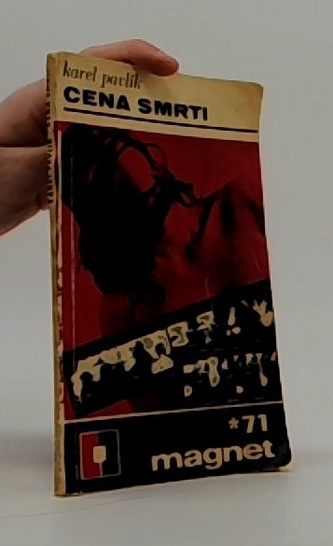 karel pavlík
CENA SMRTI
*71
magnet